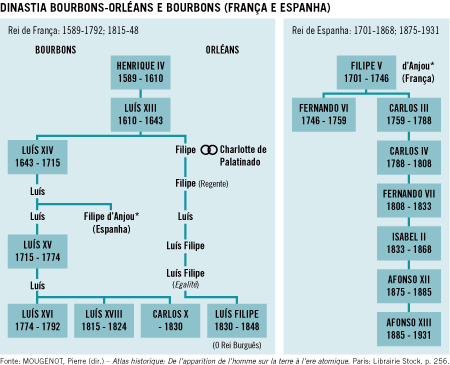 DINASTIA BOURBONS-ORLÉANS E BOURBONS (FRANÇA E ESPANHA)
Rei de França: 1589-1792; 1815-48
BOURBONS
ORLÉANS
HENRIQUE IV
1589 - 1610
LUÍS XIII
1610 - 1643
LUÍS XIV
1643 - 1715
Filipe
Charlotte de
Palatinado
Luís
Filipe (Regente)
Luís
Filipe d'Anjou*
(Espanha)
Luís
LUÍS XV
1715 - 1774
Luís Filipe
Luís
Luís Filipe
(Egalité)
LUÍS XVI
1774 - 1792
LUÍS XVIII
1815 - 1824
CARLOS X
- 1830
LUÍS FILIPE
1830 - 1848
(O Rei Burguês)
Rei de Espanha: 1701-1868; 1875-1931
FILIPE V
1701 - 1746
d'Anjou*
(França)
FERNANDO VI
1746 - 1759
CARLOS III
1759 - 1788
CARLOS IV
1788 - 1808
FERNANDO VII
1808 - 1833
ISABEL II
1833 - 1868
AFONSO XII
1875 - 1885
AFONSO XIII
1885 - 1931
Fonte: MOUGENOT, Pierre (dir.) – Atlas historique: De l'apparition de l'homme sur la terre à l'ere atomique. Paris: Librairie Stock. p. 256.